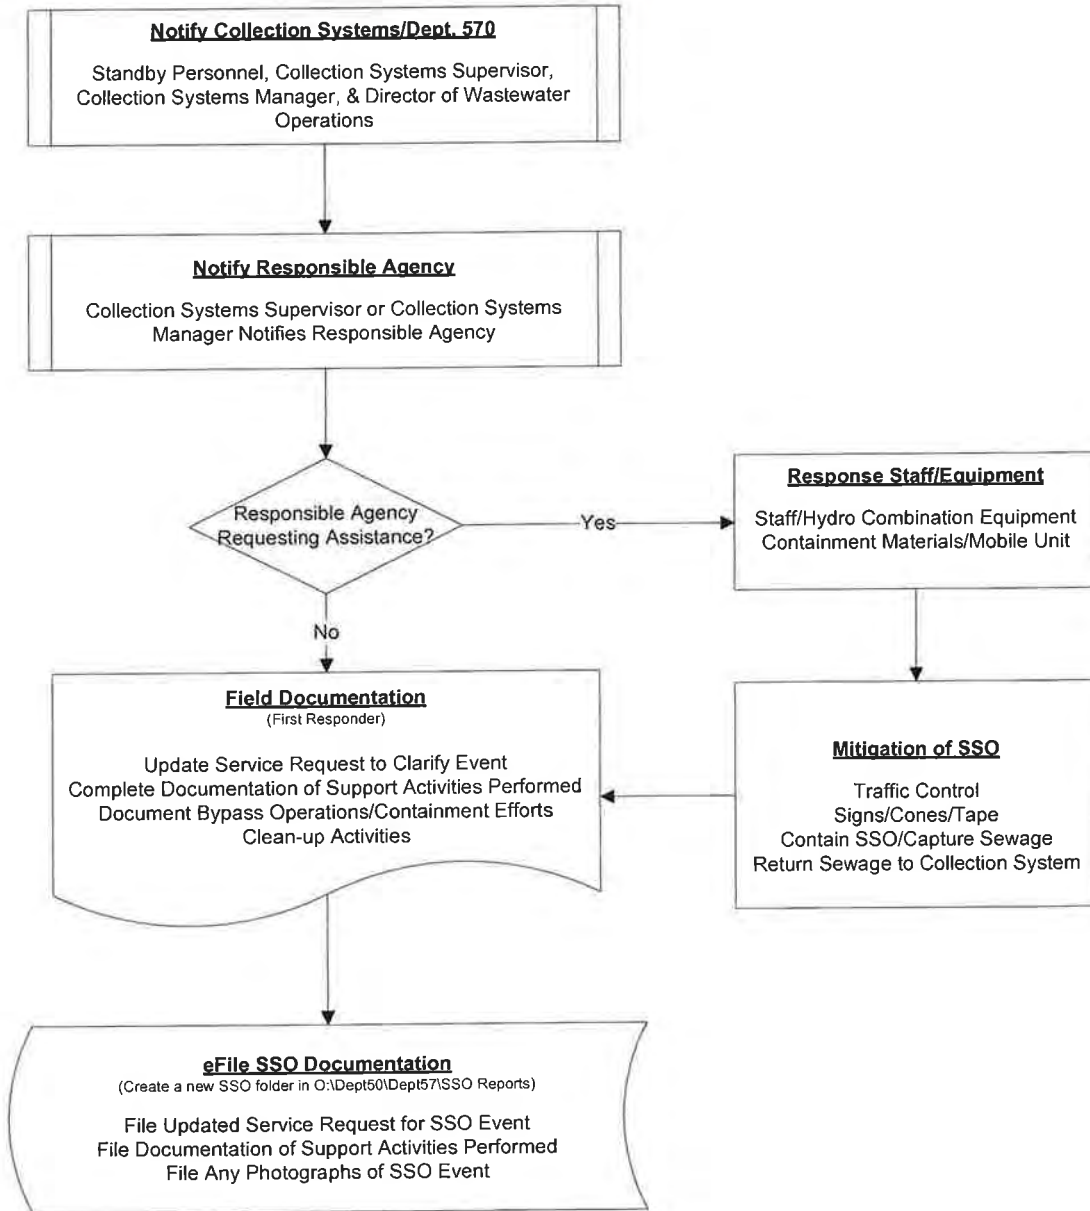 Notify Collection Systems/Dept. 570
Standby Personnel, Collection Systems Supervisor,
Collection Systems Manager, & Director of Wastewater
Operations
Notify Responsible Agency
Collection Systems Supervisor or Collection Systems
Manager Notifies Responsible Agency
Responsible Agency
Requesting Assistance?
Yes
Response Staff/Equipment
Staff/Hydro Combination Equipment
Containment Materials/Mobile Unit
No
Mitigation of SSO
Traffic Control
Signs/Cones/Tape
Contain SSO/Capture Sewage
Return Sewage to Collection System
Field Documentation
(First Responder)
Update Service Request to Clarify Event
Complete Documentation of Support Activities Performed
Document Bypass Operations/Containment Efforts
Clean-up Activities
eFile SSO Documentation
(Create a new SSO folder in O:\Dept50\Dept57\SSO Reports)
File Updated Service Request for SSO Event
File Documentation of Support Activities Performed
File Any Photographs of SSO Event